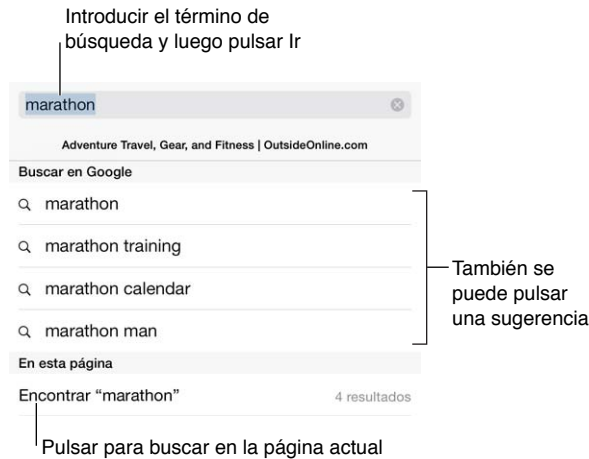 Introducir el término de
búsqueda y luego pulsar Ir
marathon
Adventure Travel, Gear, and Fitness | OutsideOnline.com
Buscar en Google
marathon
marathon training
marathon calendar
marathon man
También se
puede pulsar
una sugerencia
En esta página
Encontrar “marathon”
4 resultados
Pulsar para buscar en la página actual